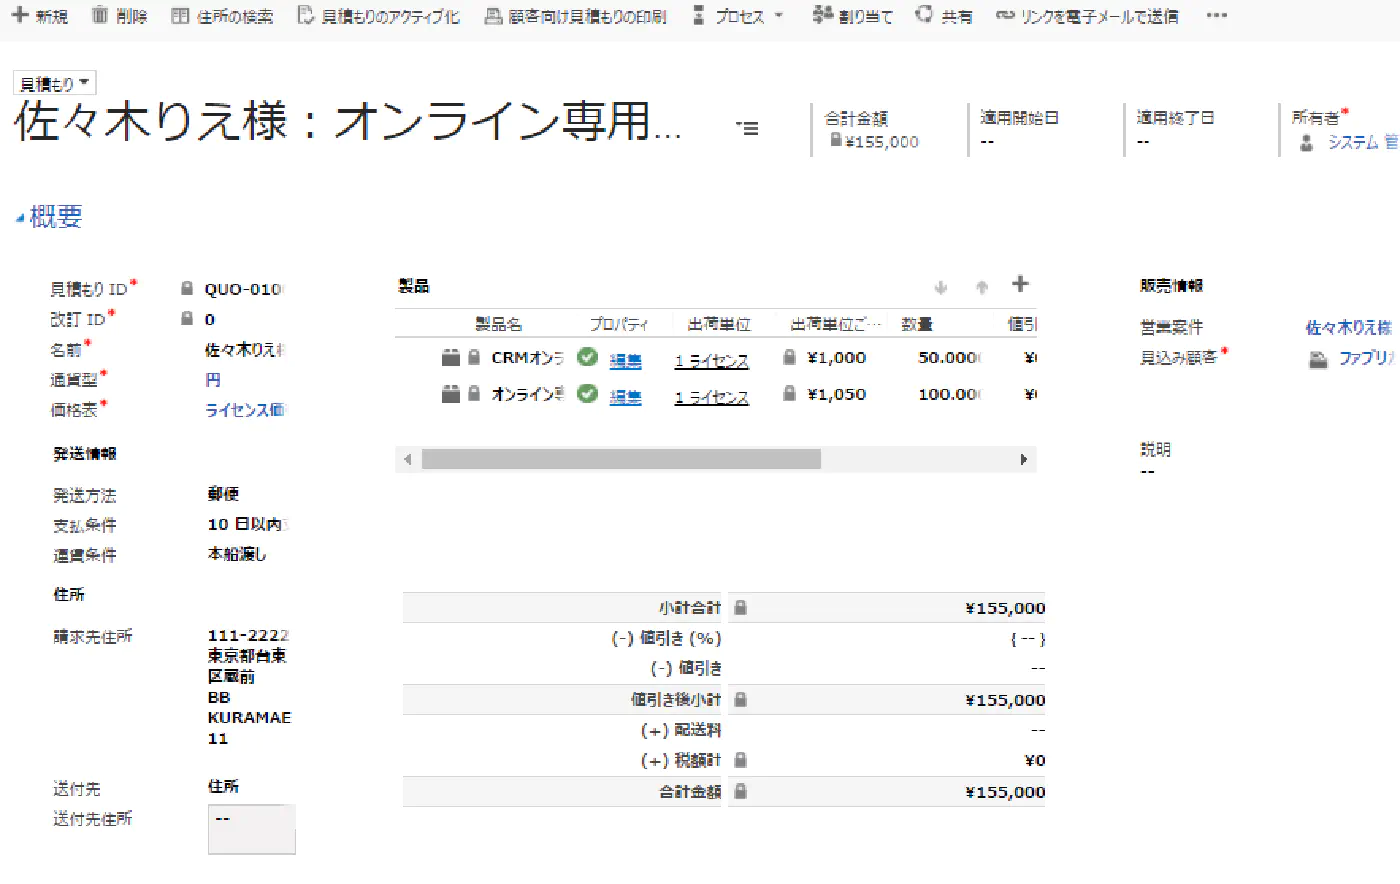 新規 削除 住所の検索 見積もりのアクティブ化 顧客向け見積もりの印刷 プロセス 割り当て 共有 リンクを電子メールで送信 •••
見積もり
佐々木りえ様：オンライン専用...
合計金額 適用開始日 適用終了日 所有者*
¥155,000 -- -- システム 管
概要
見積もり ID* QUO-010
改訂 ID* 0
名前* 佐々木りえ
通貨型* 円
価格表* ライセンス価
発送情報
発送方法 郵便
支払条件 10 日以内
運賃条件 本船渡し
住所
請求先住所 111-2222
東京都台東
区蔵前
BB
KURAMAE
11
送付先 住所
送付先住所 --
製品
製品名 プロパティ 出荷単位 出荷単位ご... 数量 値引
CRMオンラ 編集 1 ライセンス ¥1,000 50.000
オンライン 編集 1 ライセンス ¥1,050 100.00
小計合計 ¥155,000
(-) 値引き (%) { -- }
(-) 値引き --
値引き後小計 ¥155,000
(+) 配送料 --
(+) 税額計 ¥0
合計金額 ¥155,000
販売情報
営業案件 佐々木りえ様
見込み顧客* ファブリ
説明
--